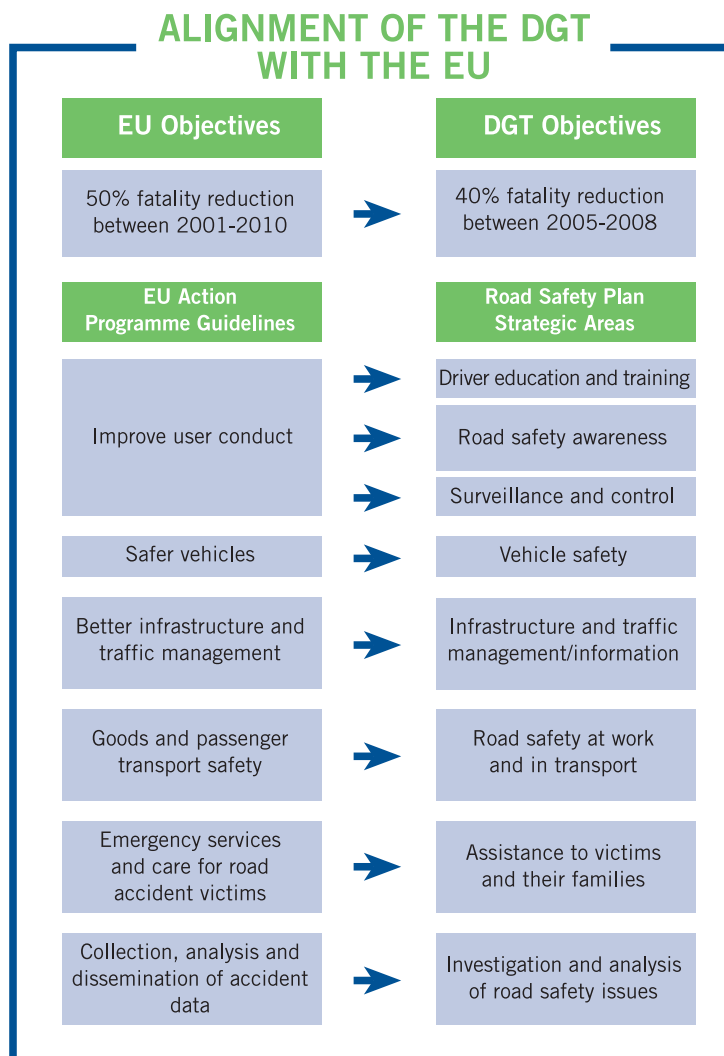 ALIGNMENT OF THE DGT
WITH THE EU
EU Objectives
DGT Objectives
50% fatality reduction
between 2001-2010
40% fatality reduction
between 2005-2008
EU Action
Programme Guidelines
Road Safety Plan
Strategic Areas
Improve user conduct
Driver education and training
Road safety awareness
Surveillance and control
Safer vehicles
Vehicle safety
Better infrastructure and
traffic management
Infrastructure and traffic
management/information
Goods and passenger
transport safety
Road safety at work
and in transport
Emergency services
and care for road
accident victims
Assistance to victims
and their families
Collection, analysis and
dissemination of accident
data
Investigation and analysis
of road safety issues